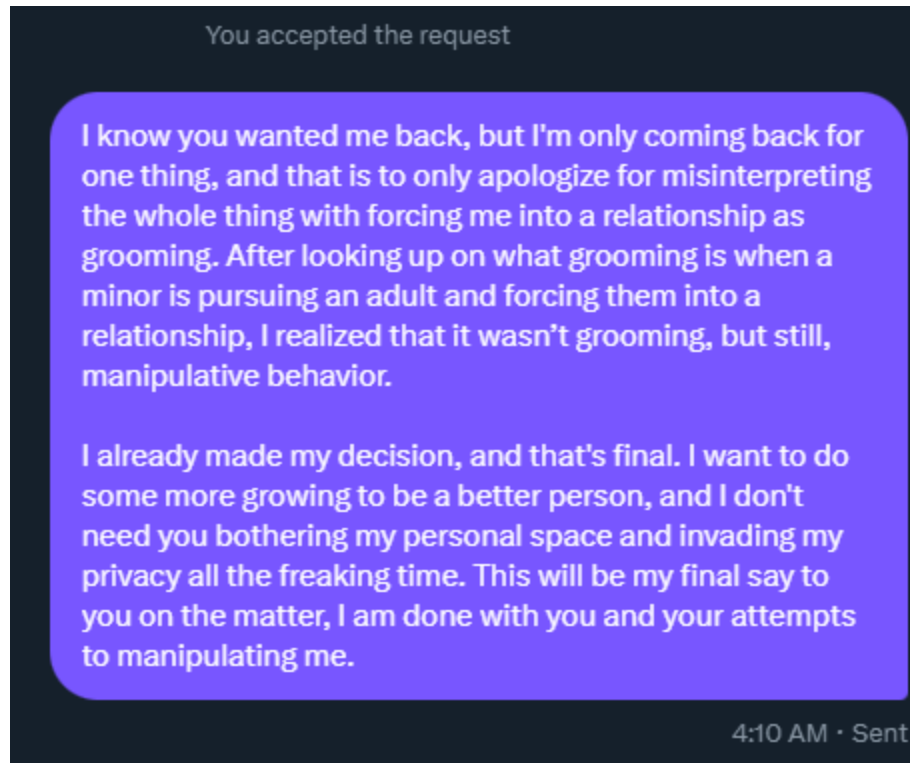 You accepted the request
I know you wanted me back, but I'm only coming back for
one thing, and that is to only apologize for misinterpreting
the whole thing with forcing me into a relationship as
grooming. After looking up on what grooming is when a
minor is pursuing an adult and forcing them into a
relationship, I realized that it wasn’t grooming, but still,
manipulative behavior.
I already made my decision, and that's final. I want to do
some more growing to be a better person, and I don't
need you bothering my personal space and invading my
privacy all the freaking time. This will be my final say to
you on the matter, I am done with you and your attempts
to manipulating me.
4:10 AM · Sent